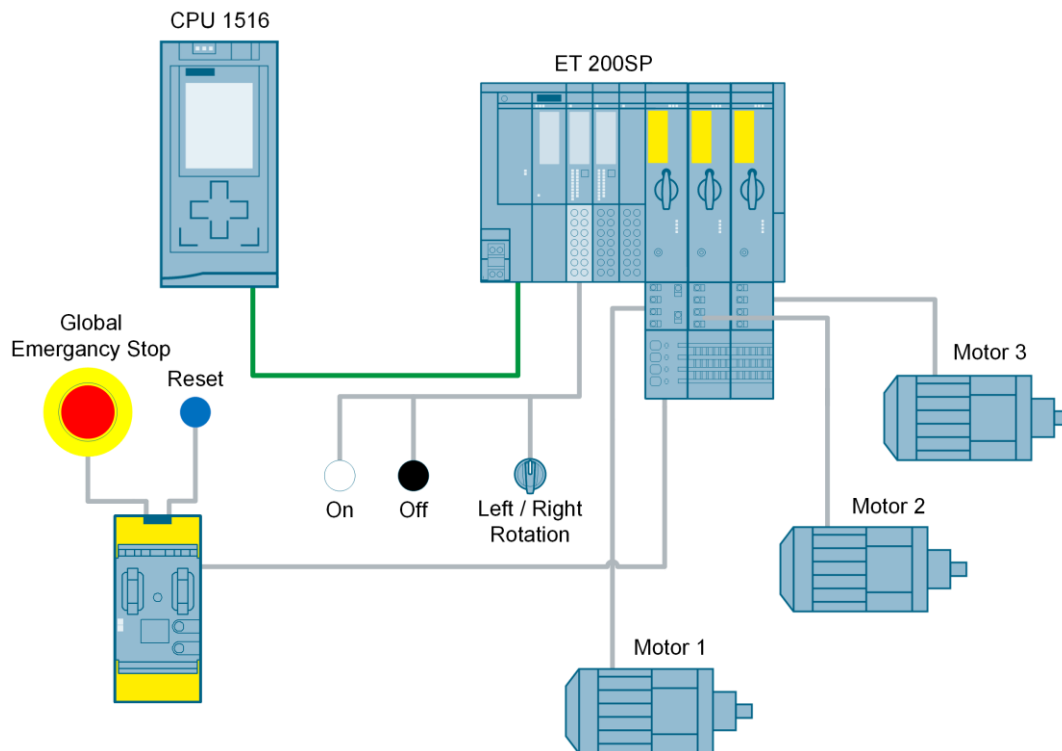 CPU 1516
ET 200SP
Global
Emergancy Stop
Reset
On
Off
Left / Right
Rotation
Motor 3
Motor 2
Motor 1